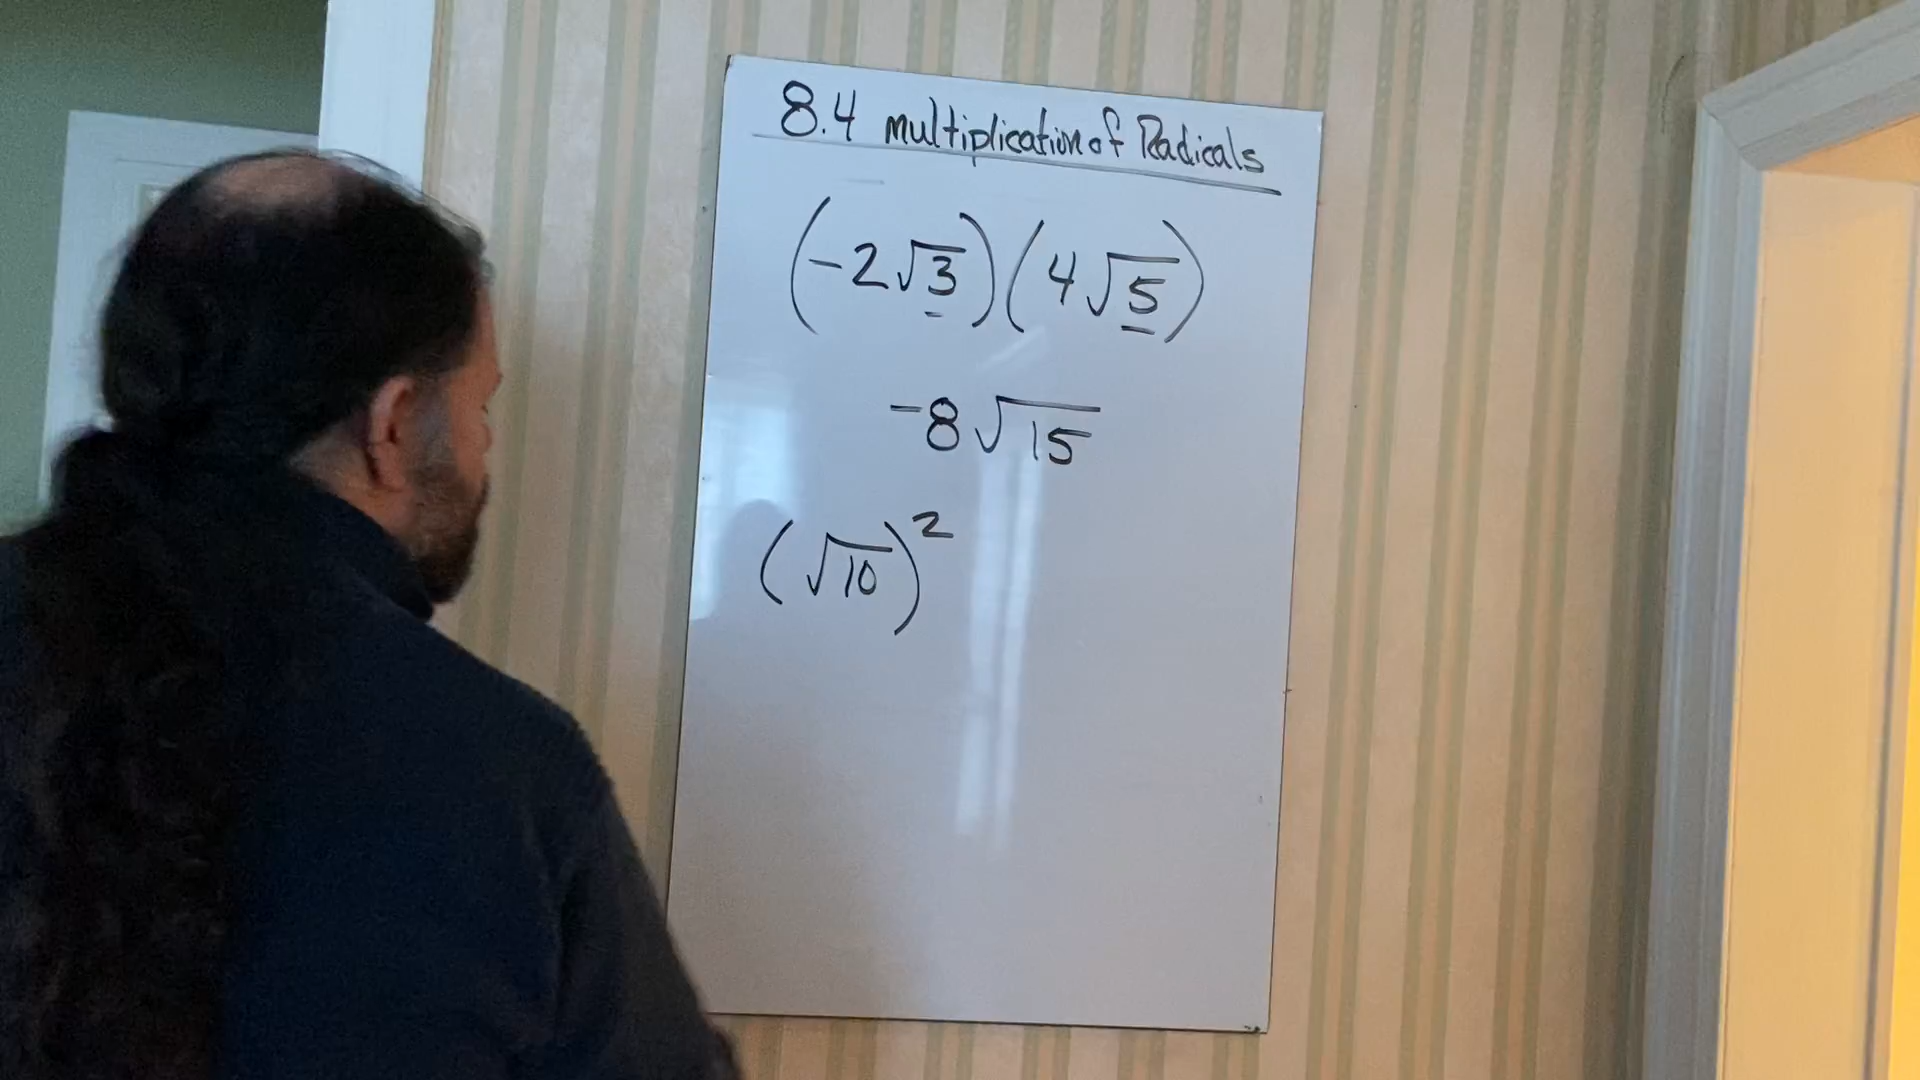 8.4 multiplication of Radicals
(-2√3)(4√5)
-8√15
(√10)²